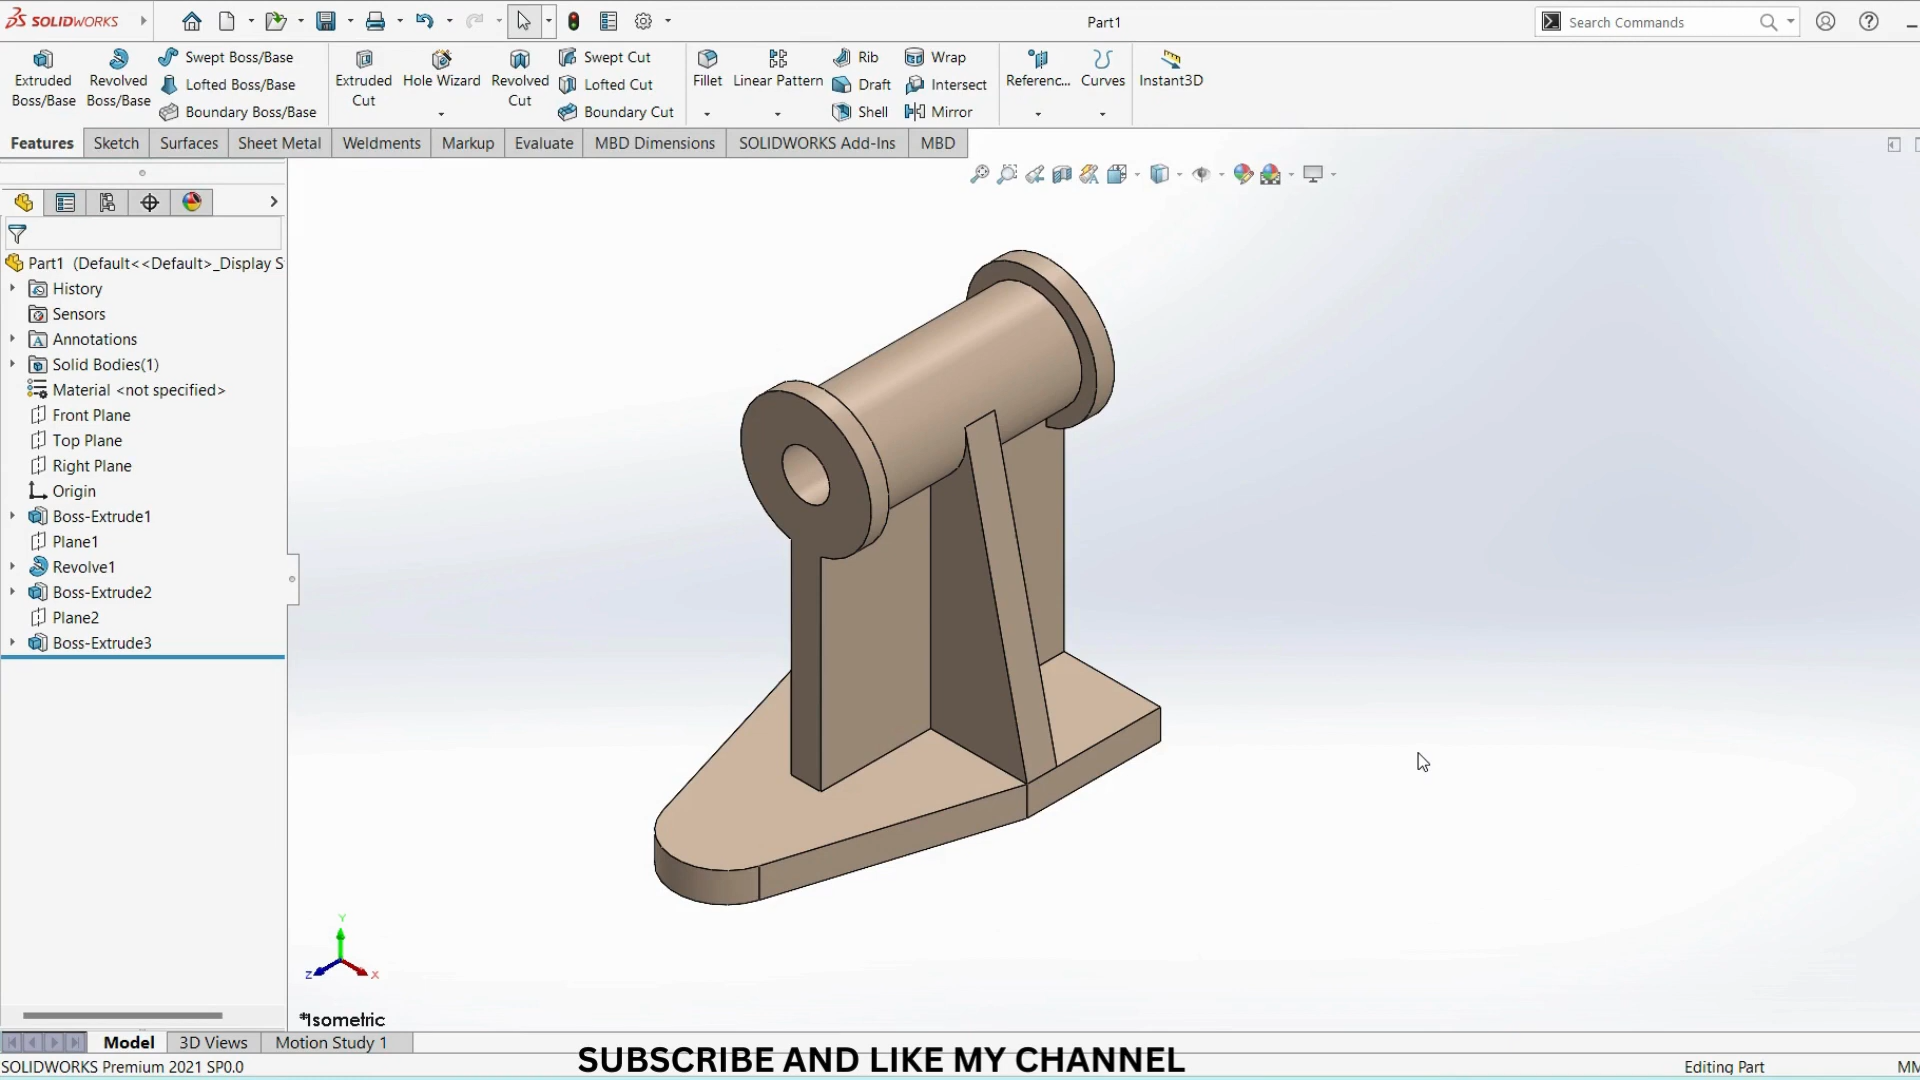 SOLIDWORKS
Part1
Search Commands
Extruded Boss/Base
Revolved Boss/Base
Swept Boss/Base
Lofted Boss/Base
Boundary Boss/Base
Extruded Cut
Hole Wizard
Revolved Cut
Swept Cut
Lofted Cut
Boundary Cut
Fillet
Linear Pattern
Rib
Draft
Shell
Wrap
Intersect
Mirror
Referenc...
Curves
Instant3D
Features
Sketch
Surfaces
Sheet Metal
Weldments
Markup
Evaluate
MBD Dimensions
SOLIDWORKS Add-Ins
MBD
Part1 (Default<<Default>_Display S
History
Sensors
Annotations
Solid Bodies(1)
Material <not specified>
Front Plane
Top Plane
Right Plane
Origin
Boss-Extrude1
Plane1
Revolve1
Boss-Extrude2
Plane2
Boss-Extrude3
Y
Z
X
*Isometric
Model
3D Views
Motion Study 1
SUBSCRIBE AND LIKE MY CHANNEL
SOLIDWORKS Premium 2021 SP0.0
Editing Part
MM